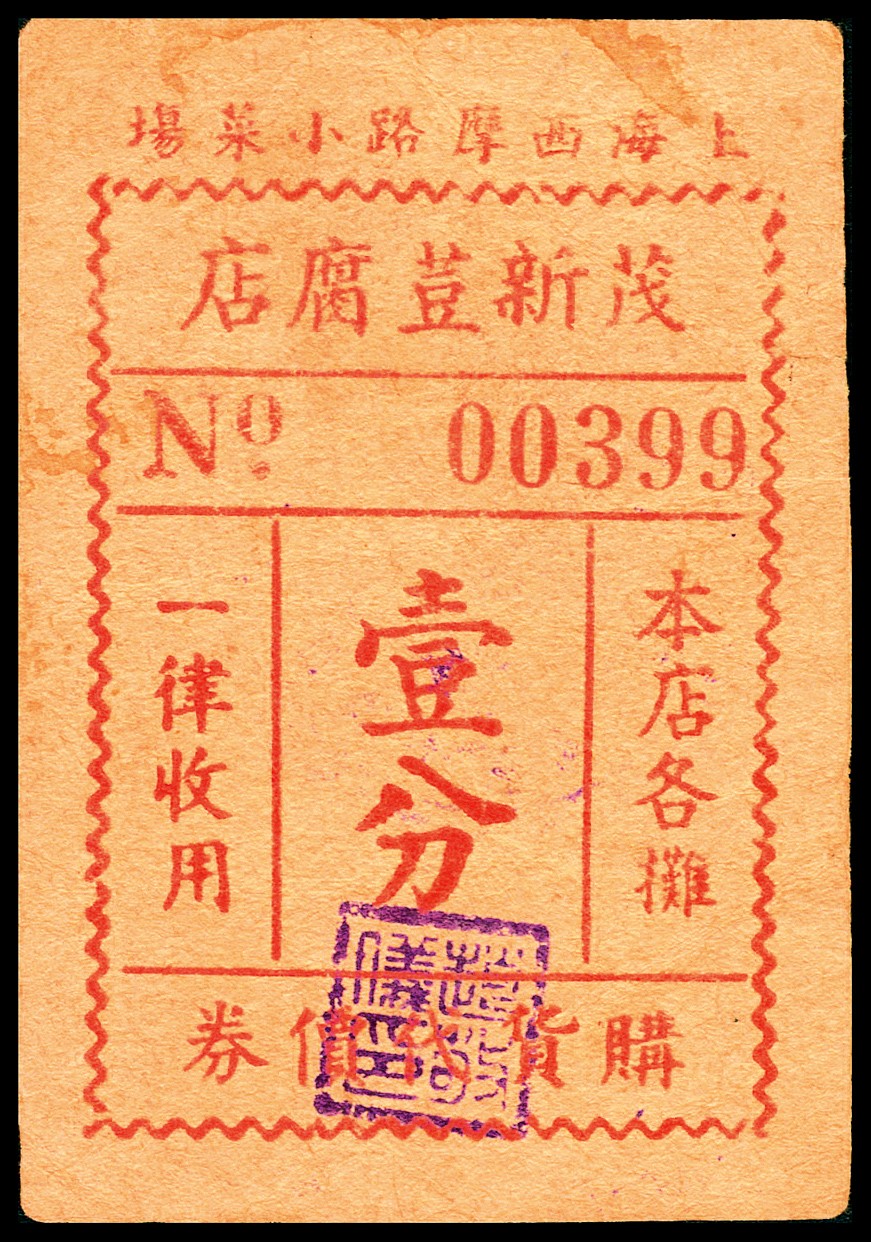 上海西摩路小菜場
茂新荳腐店
Nº 00399
本店各攤
壹分
一律收用
購貨代價券